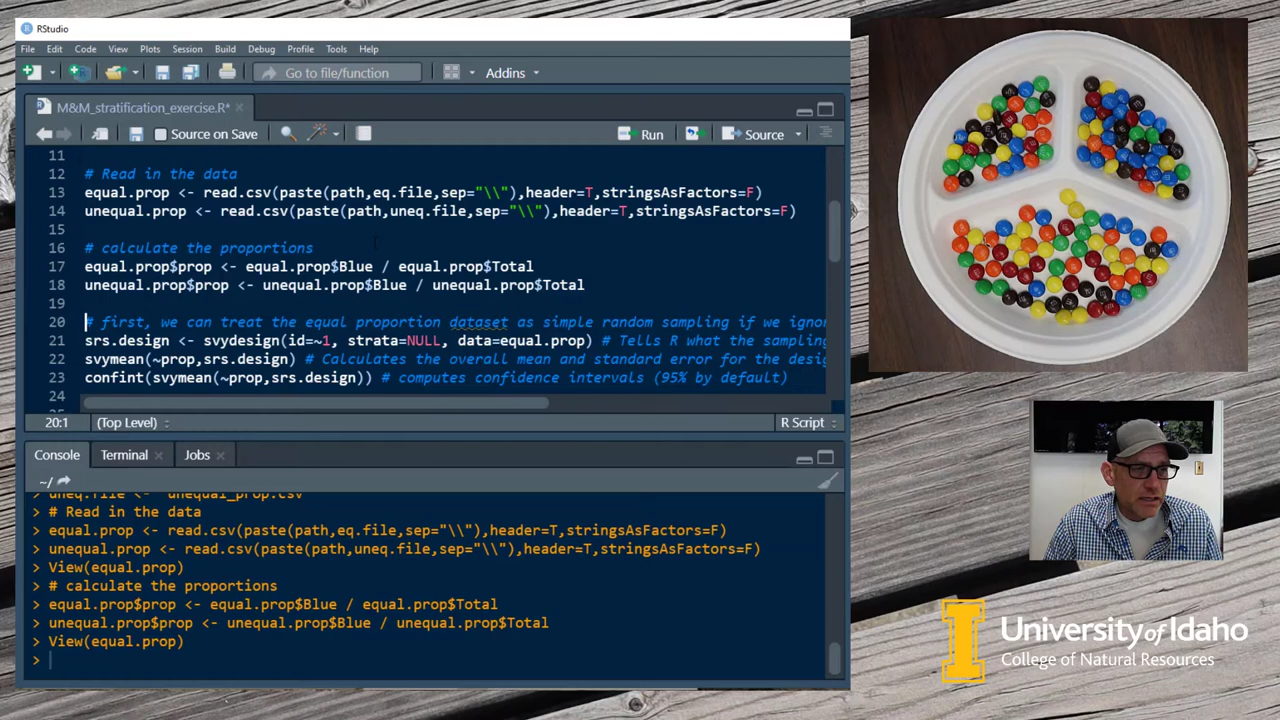 RStudio
File Edit Code View Plots Session Build Debug Profile Tools Help
Go to file/function
Addins
M&M_stratification_exercise.R*
Source on Save
Run
Source
11
12 # Read in the data
13 equal.prop <- read.csv(paste(path,eq.file,sep="\\"),header=T,stringsAsFactors=F)
14 unequal.prop <- read.csv(paste(path,uneq.file,sep="\\"),header=T,stringsAsFactors=F)
15
16 # calculate the proportions
17 equal.prop$prop <- equal.prop$Blue / equal.prop$Total
18 unequal.prop$prop <- unequal.prop$Blue / unequal.prop$Total
19
20 # first, we can treat the equal proportion dataset as simple random sampling if we ignor
21 srs.design <- svydesign(id=~1, strata=NULL, data=equal.prop) # Tells R what the sampling
22 svymean(~prop,srs.design) # Calculates the overall mean and standard error for the desig
23 confint(svymean(~prop,srs.design)) # computes confidence intervals (95% by default)
24
20:1 (Top Level) R Script
Console Terminal Jobs
~/
> uneq.file <- "unequal_prop.csv"
> # Read in the data
> equal.prop <- read.csv(paste(path,eq.file,sep="\\"),header=T,stringsAsFactors=F)
> unequal.prop <- read.csv(paste(path,uneq.file,sep="\\"),header=T,stringsAsFactors=F)
> View(equal.prop)
> # calculate the proportions
> equal.prop$prop <- equal.prop$Blue / equal.prop$Total
> unequal.prop$prop <- unequal.prop$Blue / unequal.prop$Total
> View(equal.prop)
>
I University of Idaho
College of Natural Resources